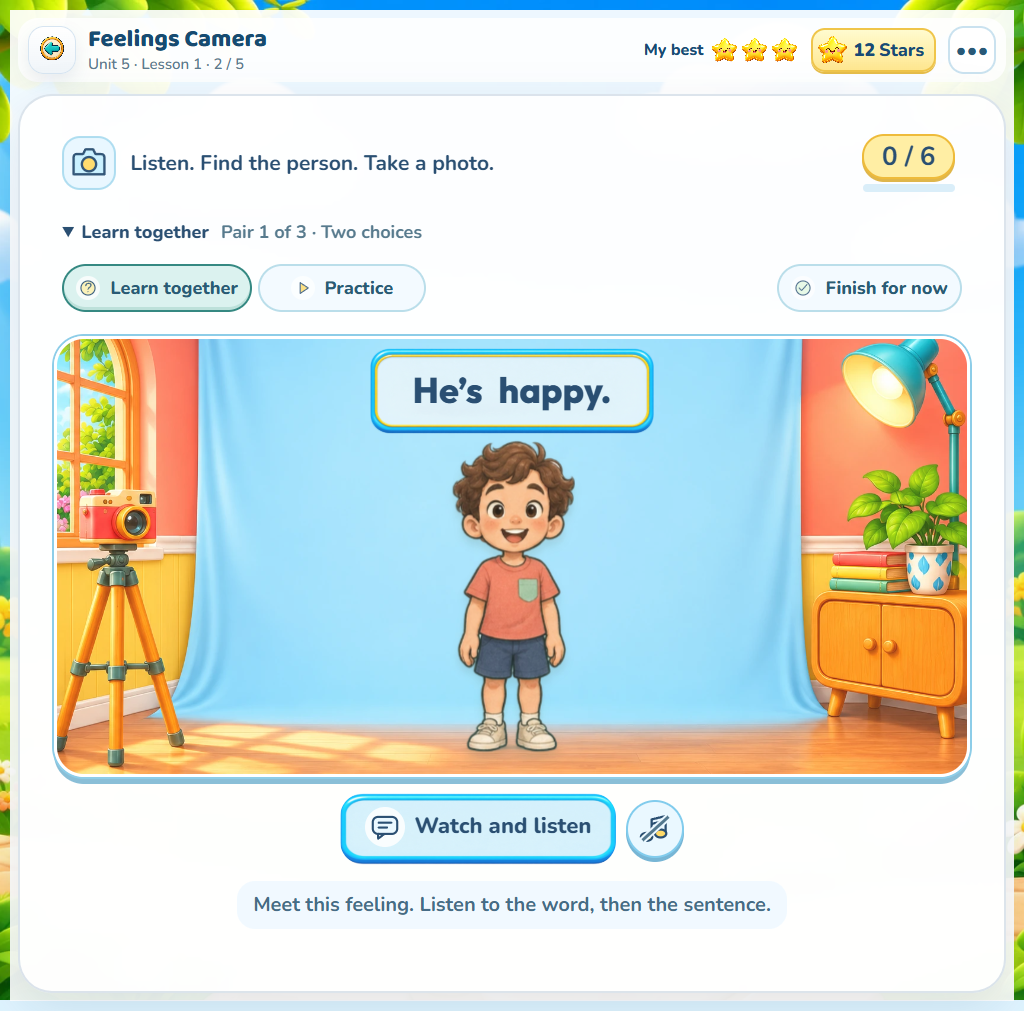 Feelings Camera
Unit 5 · Lesson 1 · 2 / 5
My best
12 Stars
Listen. Find the person. Take a photo.
0 / 6
▼ Learn together Pair 1 of 3 · Two choices
Learn together
Practice
Finish for now
He's happy.
Watch and listen
Meet this feeling. Listen to the word, then the sentence.